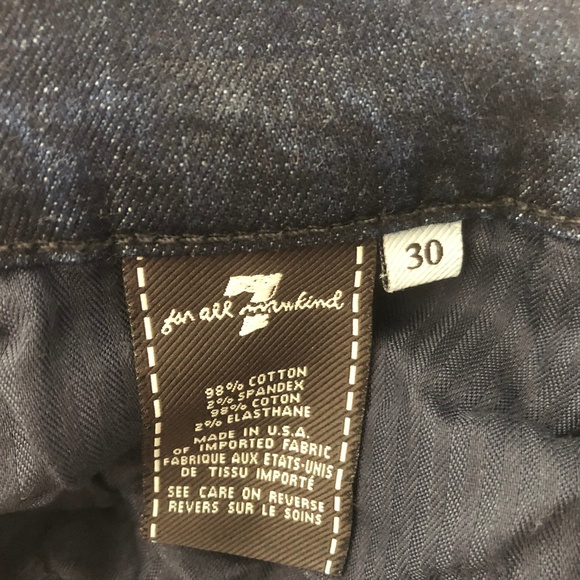 7
for all mankind
30
98% COTTON
2% SPANDEX
98% COTON
2% ELASTHANE
MADE IN U.S.A.
OF IMPORTED FABRIC
FABRIQUE AUX ETATS-UNIS
DE TISSU IMPORTÉ
SEE CARE ON REVERSE
REVERS SUR LE SOINS